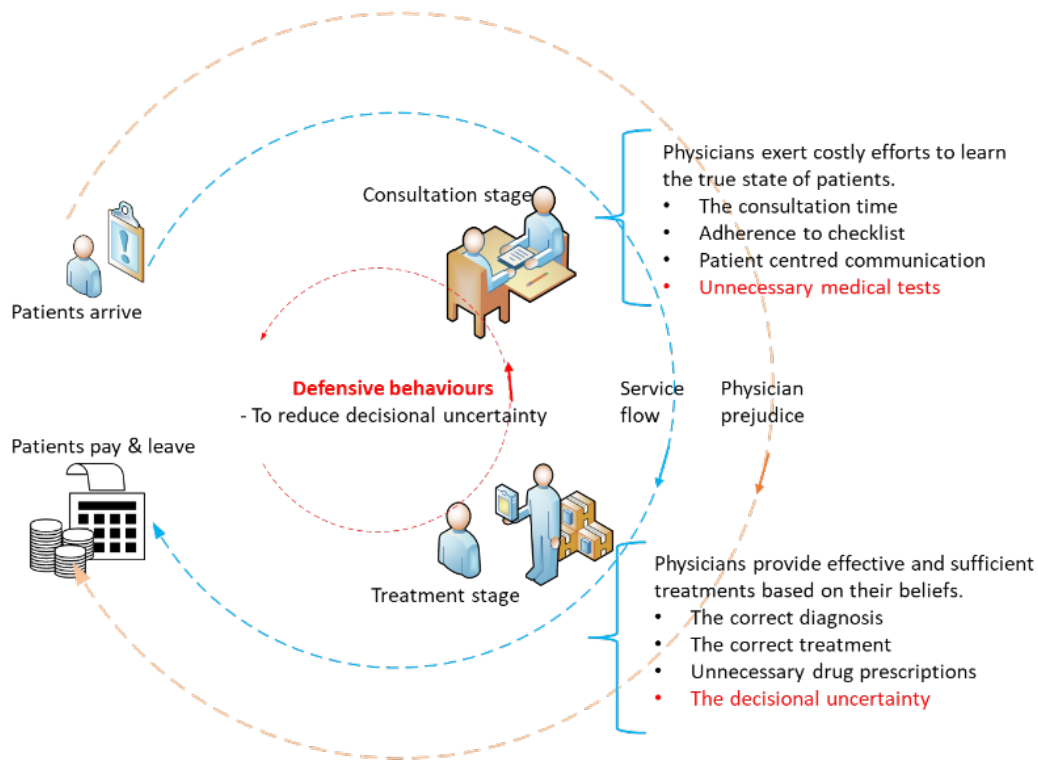 Consultation stage
Physicians exert costly efforts to learn
the true state of patients.
• The consultation time
• Adherence to checklist
• Patient centred communication
• Unnecessary medical tests
Patients arrive
Defensive behaviours
- To reduce decisional uncertainty
Service
flow
Physician
prejudice
Patients pay & leave
Treatment stage
Physicians provide effective and sufficient
treatments based on their beliefs.
• The correct diagnosis
• The correct treatment
• Unnecessary drug prescriptions
• The decisional uncertainty